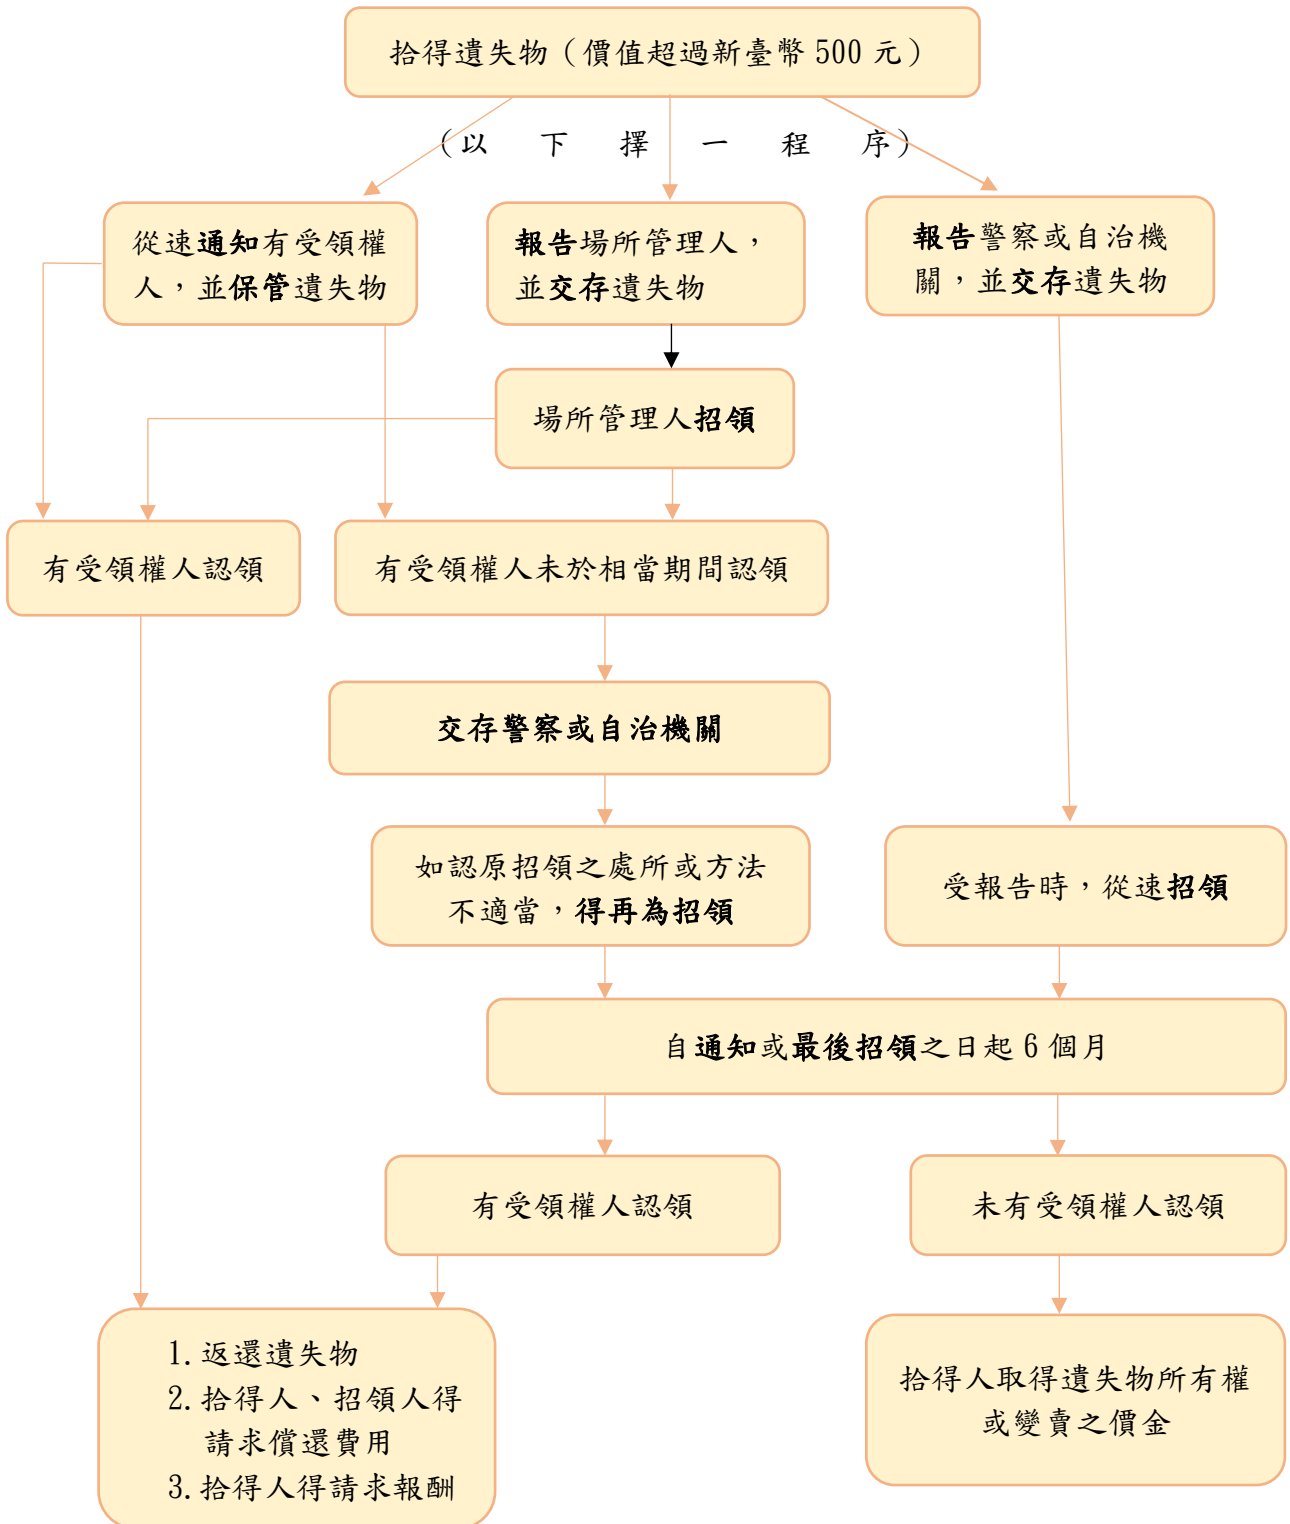 拾得遺失物（價值超過新臺幣 500 元）
（以下擇一程序）
從速通知有受領權
人，並保管遺失物
報告場所管理人，
並交存遺失物
報告警察或自治機
關，並交存遺失物
場所管理人招領
有受領權人認領
有受領權人未於相當期間認領
交存警察或自治機關
如認原招領之處所或方法
不適當，得再為招領
受報告時，從速招領
自通知或最後招領之日起 6 個月
有受領權人認領
未有受領權人認領
1. 返還遺失物
2. 拾得人、招領人得
請求償還費用
3. 拾得人得請求報酬
拾得人取得遺失物所有權
或變賣之價金